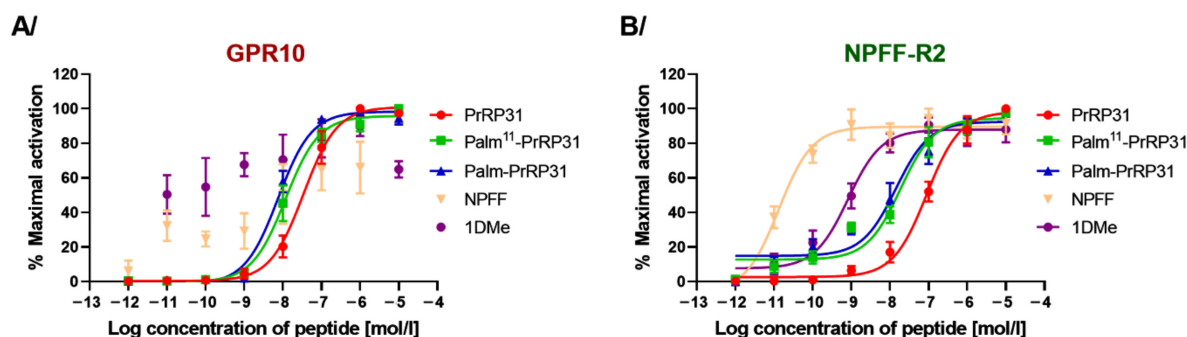 A/
GPR10
% Maximal activation
120
100
80
60
40
20
0
−13 −12 −11 −10 −9 −8 −7 −6 −5 −4
Log concentration of peptide [mol/l]
PrRP31
Palm¹¹-PrRP31
Palm-PrRP31
NPFF
1DMe
B/
NPFF-R2
% Maximal activation
120
100
80
60
40
20
0
−13 −12 −11 −10 −9 −8 −7 −6 −5 −4
Log concentration of peptide [mol/l]
PrRP31
Palm¹¹-PrRP31
Palm-PrRP31
NPFF
1DMe